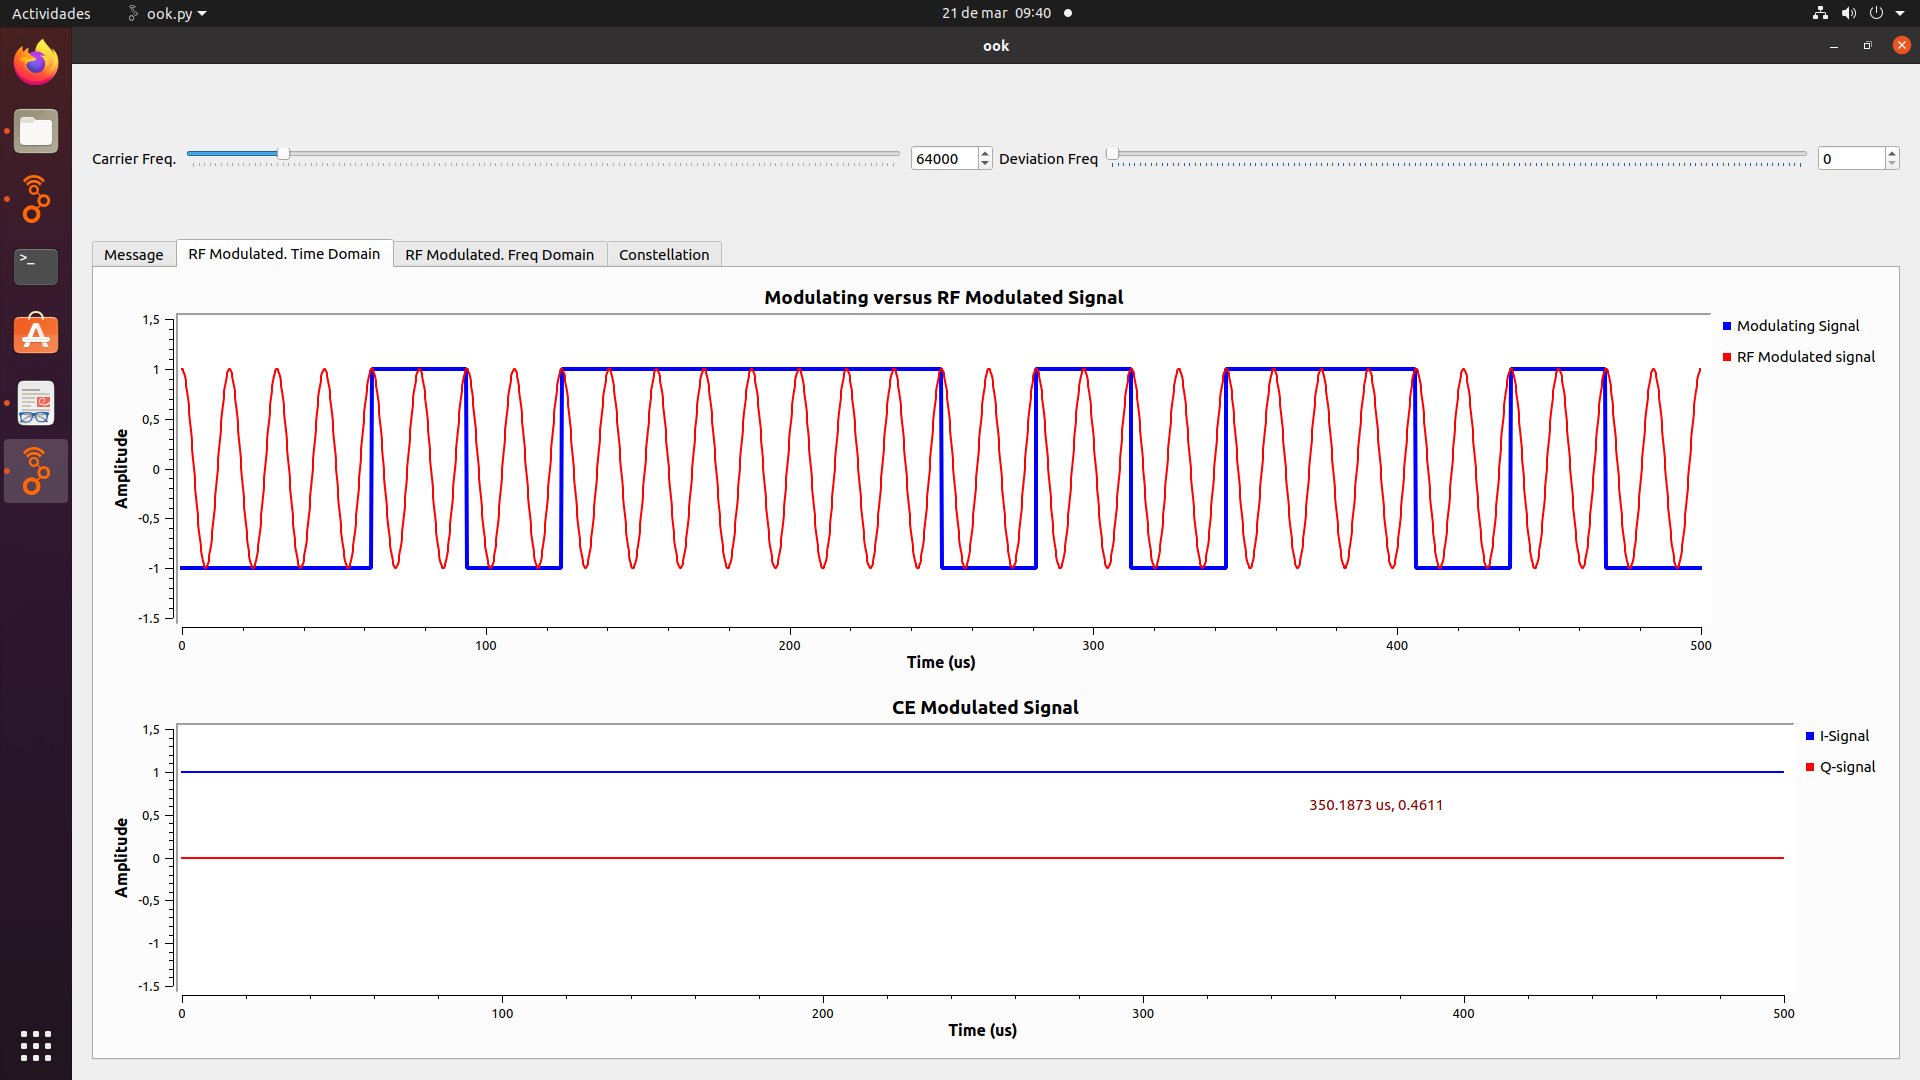 Actividades ook.py 21 de mar 09:40
ook
Carrier Freq. 64000 Deviation Freq 0
Message RF Modulated. Time Domain RF Modulated. Freq Domain Constellation
Modulating versus RF Modulated Signal
1,5
1
0,5
0
-0,5
-1
-1.5
Amplitude
0 100 200 300 400 500
Time (us)
Modulating Signal
RF Modulated signal
CE Modulated Signal
1,5
1
0,5
0
-0,5
-1
-1.5
Amplitude
350.1873 us, 0.4611
0 100 200 300 400 500
Time (us)
I-Signal
Q-signal